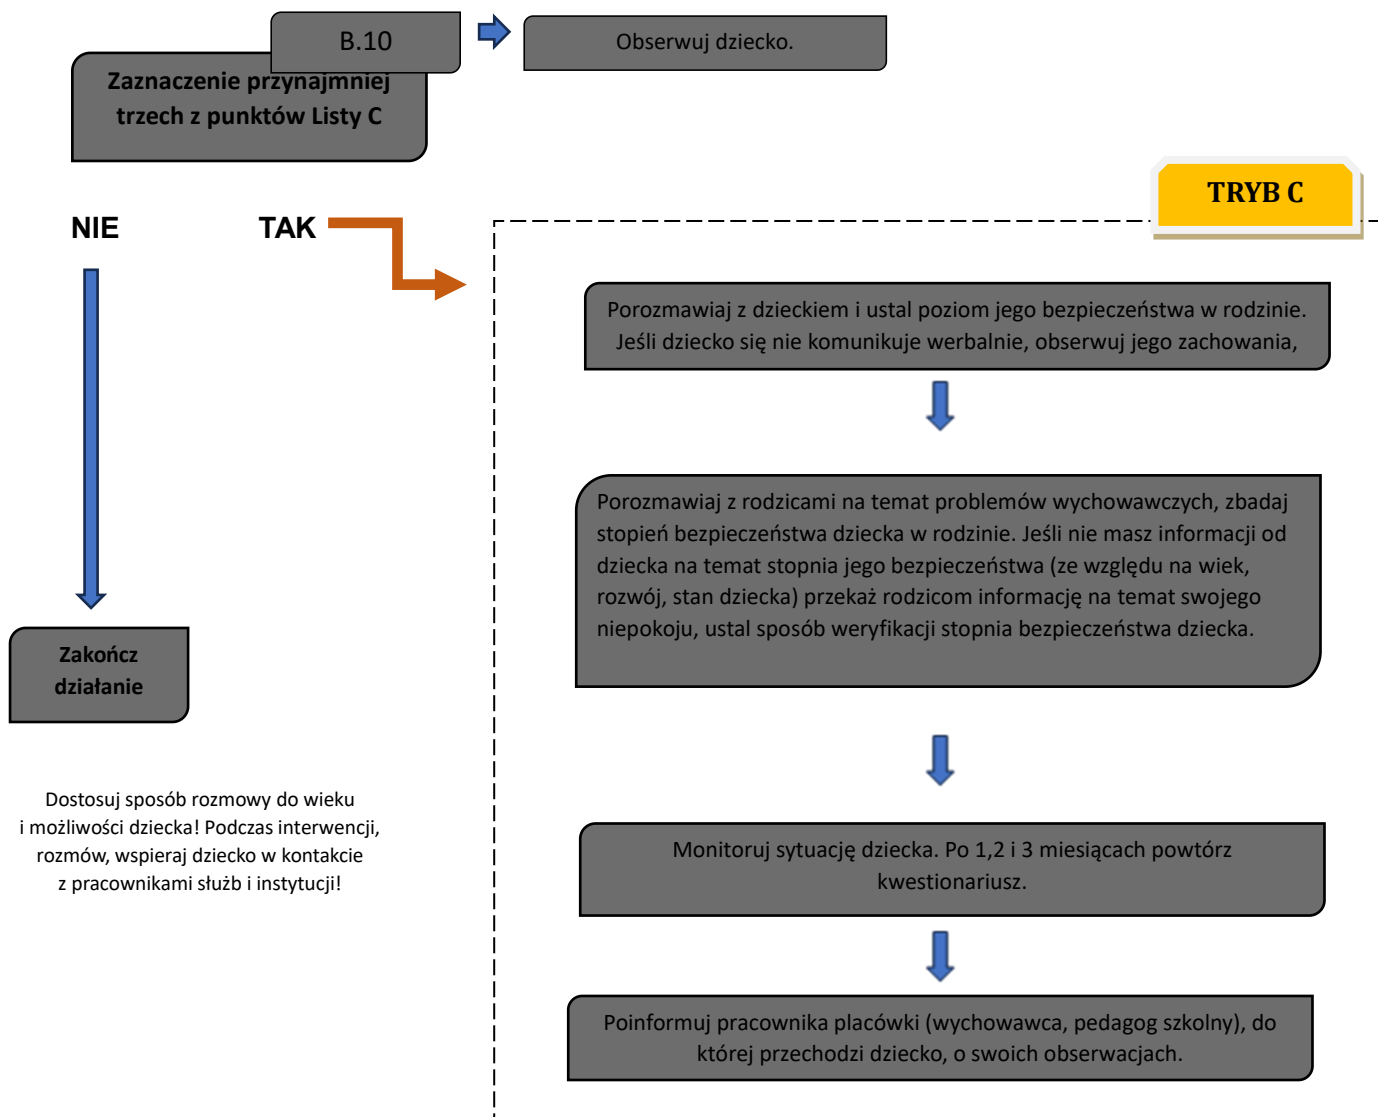 B.10
Obserwuj dziecko.
Zaznaczenie przynajmniej
trzech z punktów Listy C
TRYB C
NIE
TAK
Porozmawiaj z dzieckiem i ustal poziom jego bezpieczeństwa w rodzinie.
Jeśli dziecko się nie komunikuje werbalnie, obserwuj jego zachowania,
Porozmawiaj z rodzicami na temat problemów wychowawczych, zbadaj
stopień bezpieczeństwa dziecka w rodzinie. Jeśli nie masz informacji od
dziecka na temat stopnia jego bezpieczeństwa (ze względu na wiek,
rozwój, stan dziecka) przekaż rodzicom informację na temat swojego
niepokoju, ustal sposób weryfikacji stopnia bezpieczeństwa dziecka.
Zakończ
działanie
Dostosuj sposób rozmowy do wieku
i możliwości dziecka! Podczas interwencji,
rozmów, wspieraj dziecko w kontakcie
z pracownikami służb i instytucji!
Monitoruj sytuację dziecka. Po 1,2 i 3 miesiącach powtórz
kwestionariusz.
Poinformuj pracownika placówki (wychowawca, pedagog szkolny), do
której przechodzi dziecko, o swoich obserwacjach.